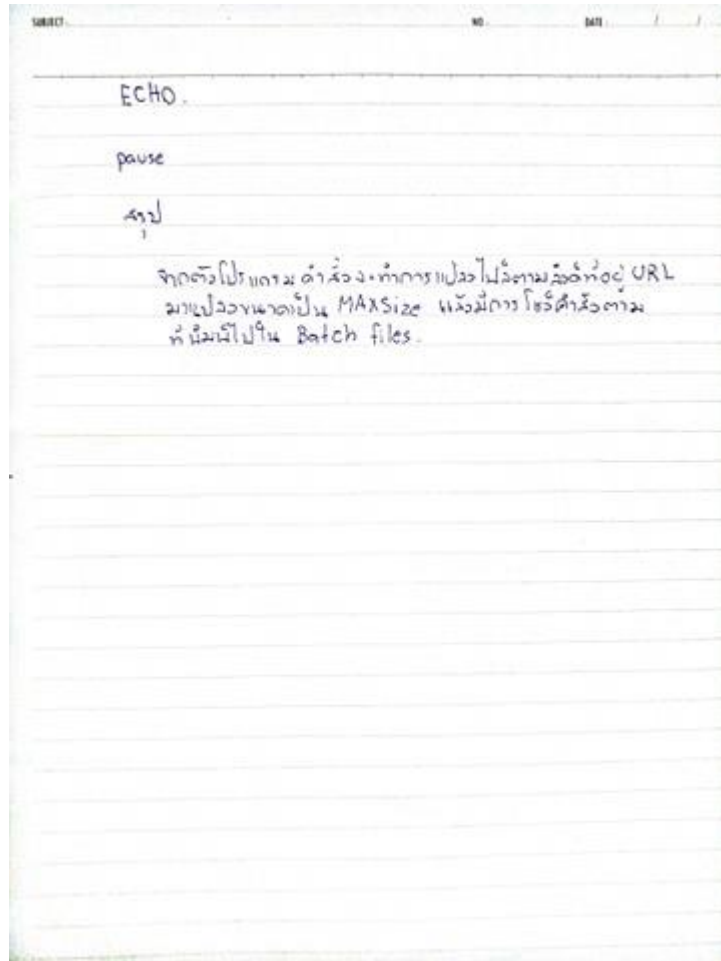 SUBJECT NO. DATE / /
ECHO.
pause
สรุป
จากตัวโปรแกรม คำสั่งจะทำการแปลงไฟล์ตามลิงค์ที่อยู่ URL
มาแปลงขนาดเป็น MAXSize แล้วมีการโชว์คำสั่งตาม
ที่ พิมพ์ไปใน Batch files.